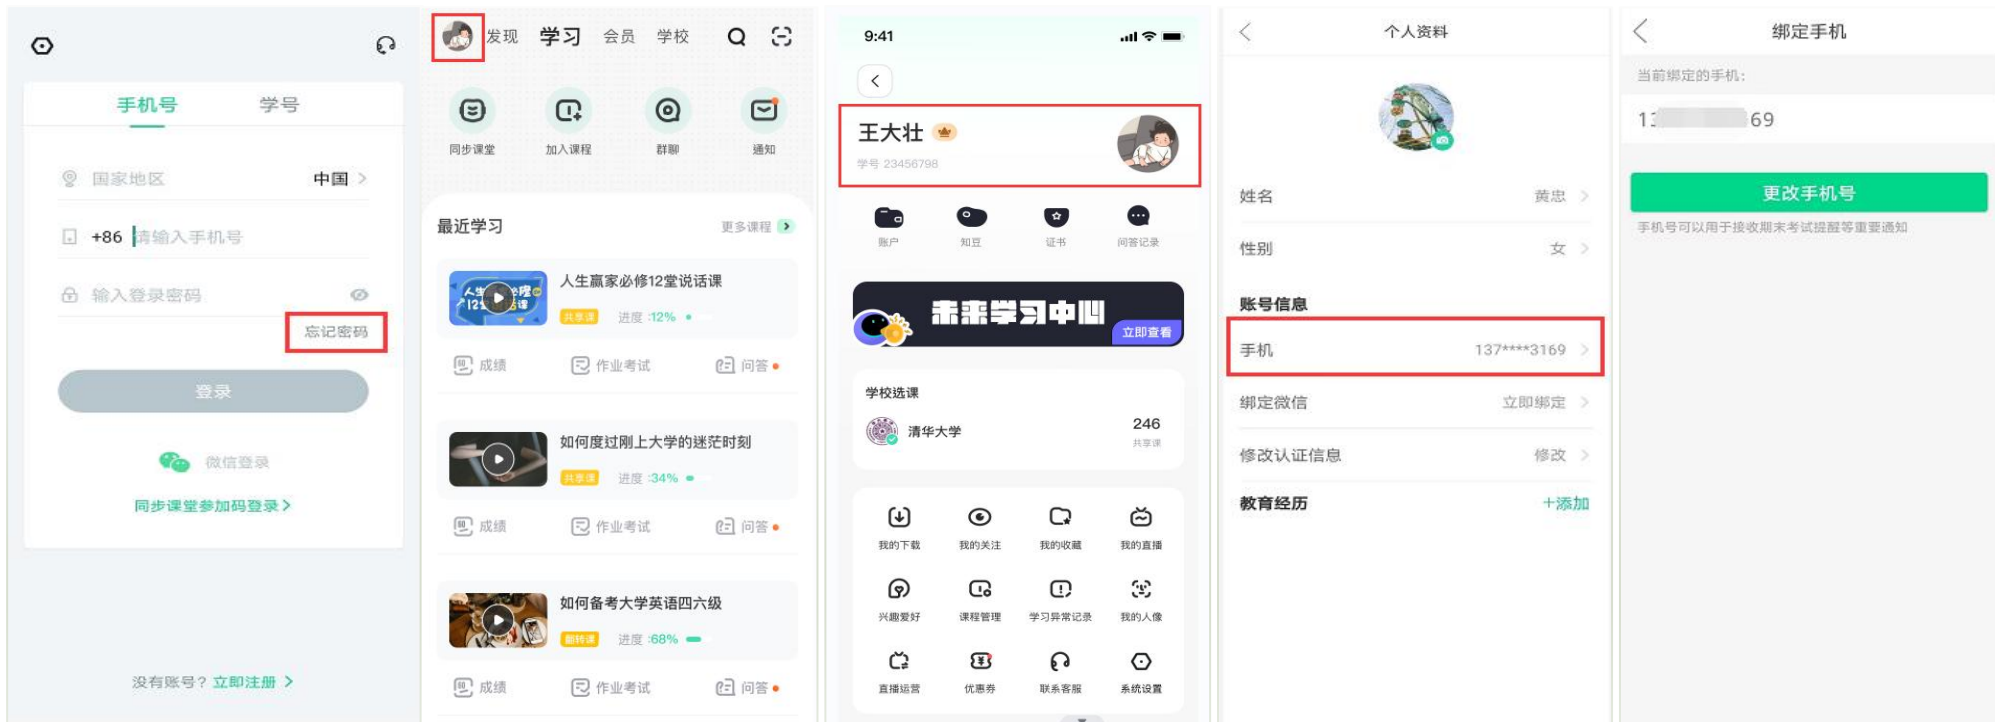 手机号 学号
国家地区 中国
+86 请输入手机号
输入登录密码
忘记密码
登录
微信登录
同步课堂参加码登录
没有账号？立即注册
发现 学习 会员 学校
同步课堂 加入课程 群聊 通知
最近学习 更多课程
人生赢家必修12堂说话课
共享课 进度:12%
成绩 作业考试 问答
如何度过刚上大学的迷茫时刻
共享课 进度:34%
成绩 作业考试 问答
如何备考大学英语四六级
翻转课 进度:68%
成绩 作业考试 问答
9:41
王大壮
学号 23456798
账户 知豆 证书 问答记录
未来学习中心
立即查看
学校选课
清华大学 246
共享课
我的下载 我的关注 我的收藏 我的直播
兴趣爱好 课程管理 学习异常记录 我的人像
直播运营 优惠券 联系客服 系统设置
个人资料
姓名 黄忠
性别 女
账号信息
手机 137****3169
绑定微信 立即绑定
修改认证信息 修改
教育经历 +添加
绑定手机
当前绑定的手机:
1 69
更改手机号
手机号可以用于接收期末考试提醒等重要通知